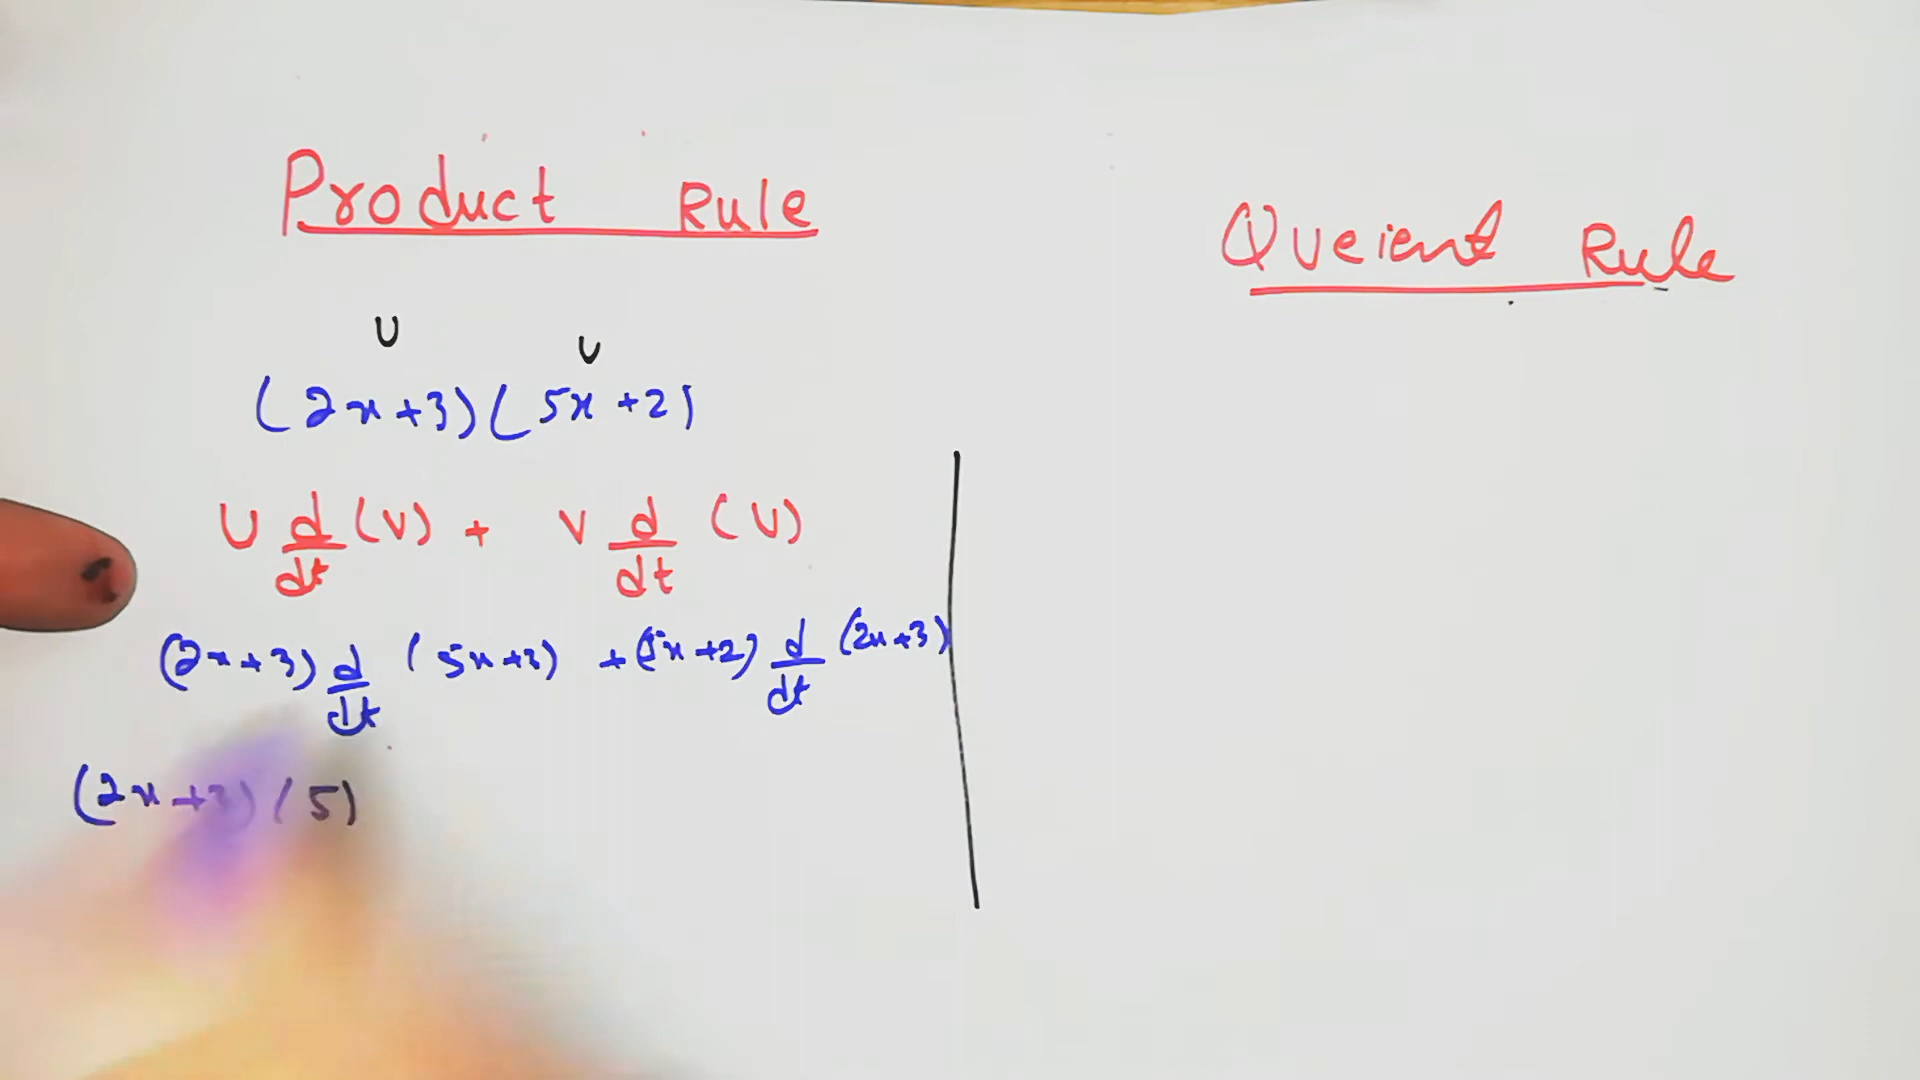 Product Rule
U V
(2x+3)(5x+2)
U d/dt (V) + V d/dt (U)
(2x+3) d/dt (5x+3) + (5x+2) d/dt (2x+3)
(2x+3)(5)
Queient Rule